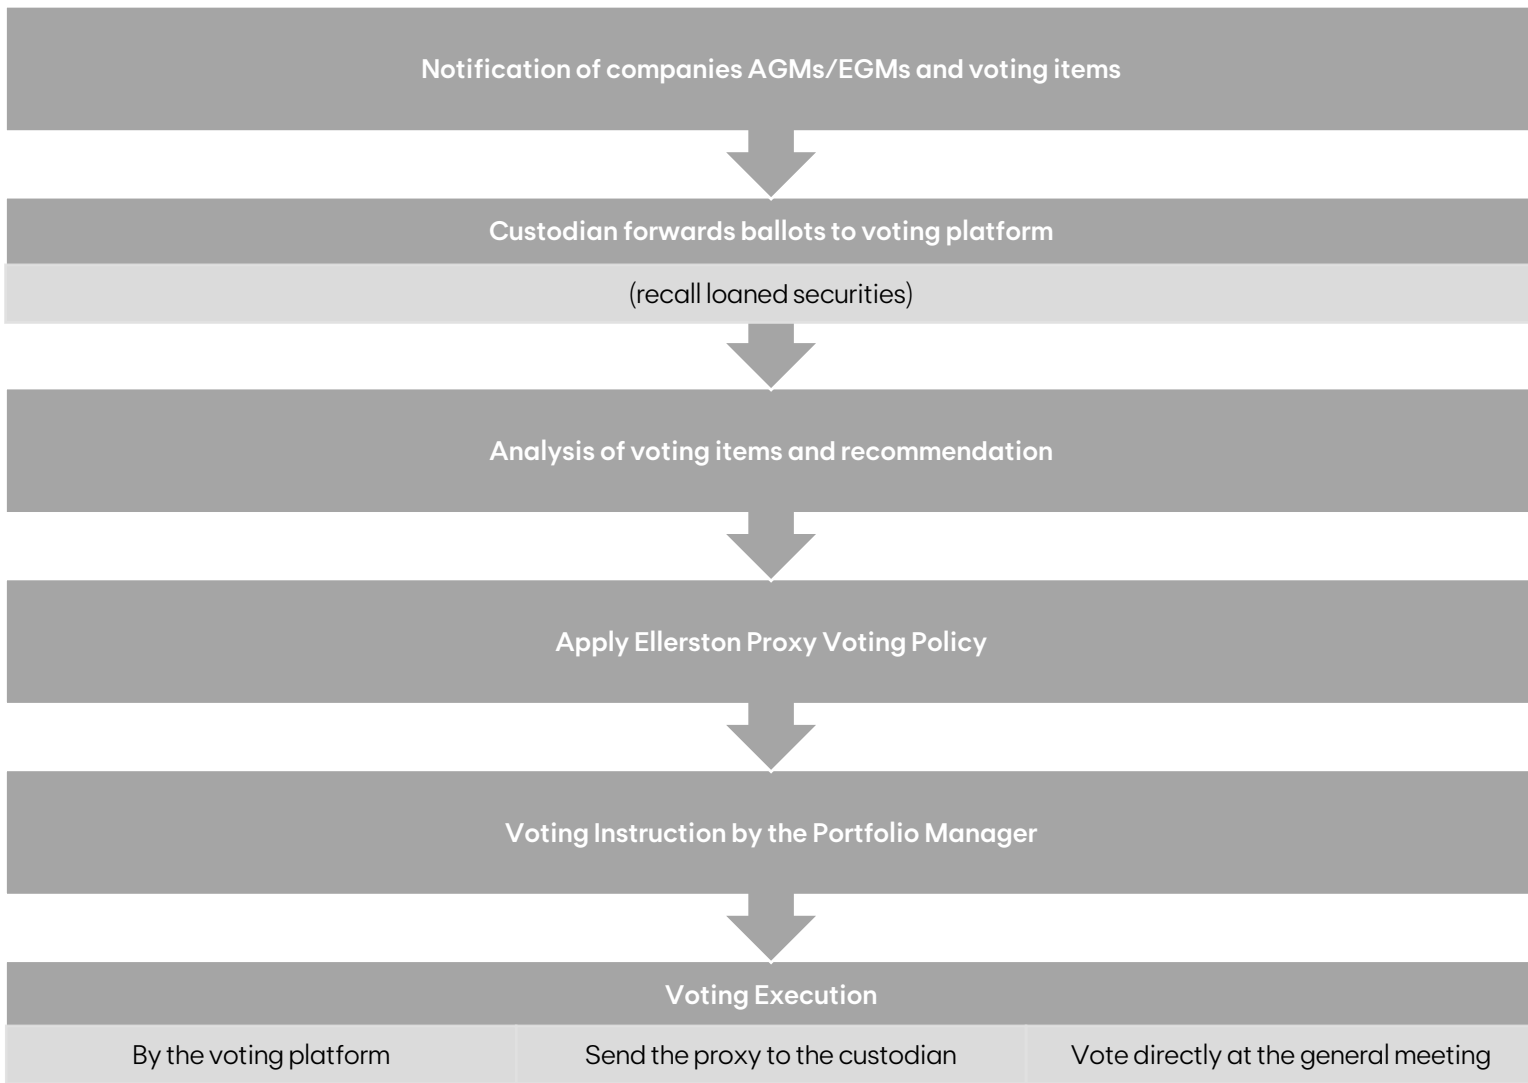 Notification of companies AGMs/EGMs and voting items
Custodian forwards ballots to voting platform
(recall loaned securities)
Analysis of voting items and recommendation
Apply Ellerston Proxy Voting Policy
Voting Instruction by the Portfolio Manager
Voting Execution
By the voting platform
Send the proxy to the custodian
Vote directly at the general meeting